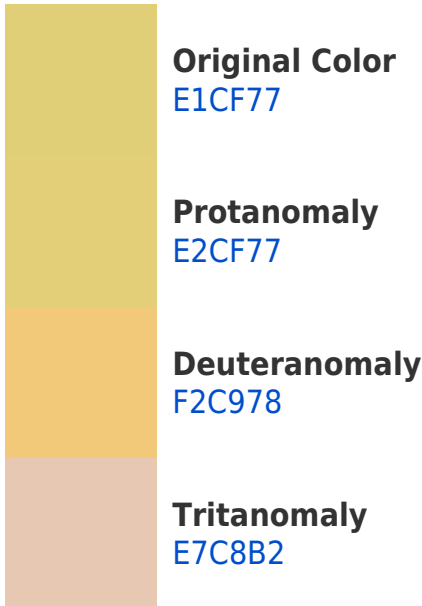 Original Color
E1CF77
Protanomaly
E2CF77
Deuteranomaly
F2C978
Tritanomaly
E7C8B2